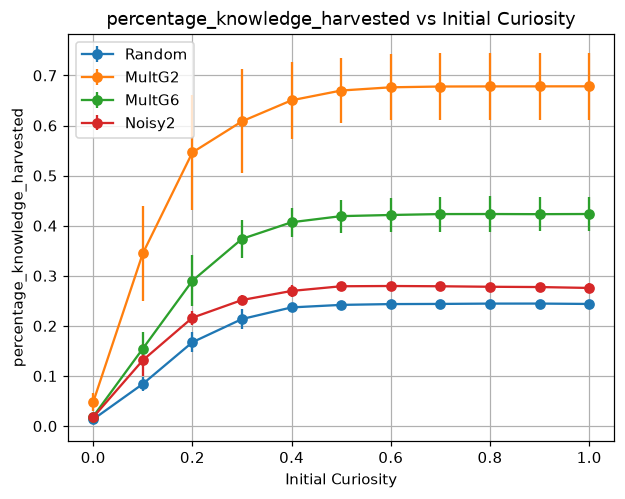 percentage_knowledge_harvested vs Initial Curiosity
Random
MultG2
MultG6
Noisy2
percentage_knowledge_harvested
0.7
0.6
0.5
0.4
0.3
0.2
0.1
0.0
0.0 0.2 0.4 0.6 0.8 1.0
Initial Curiosity